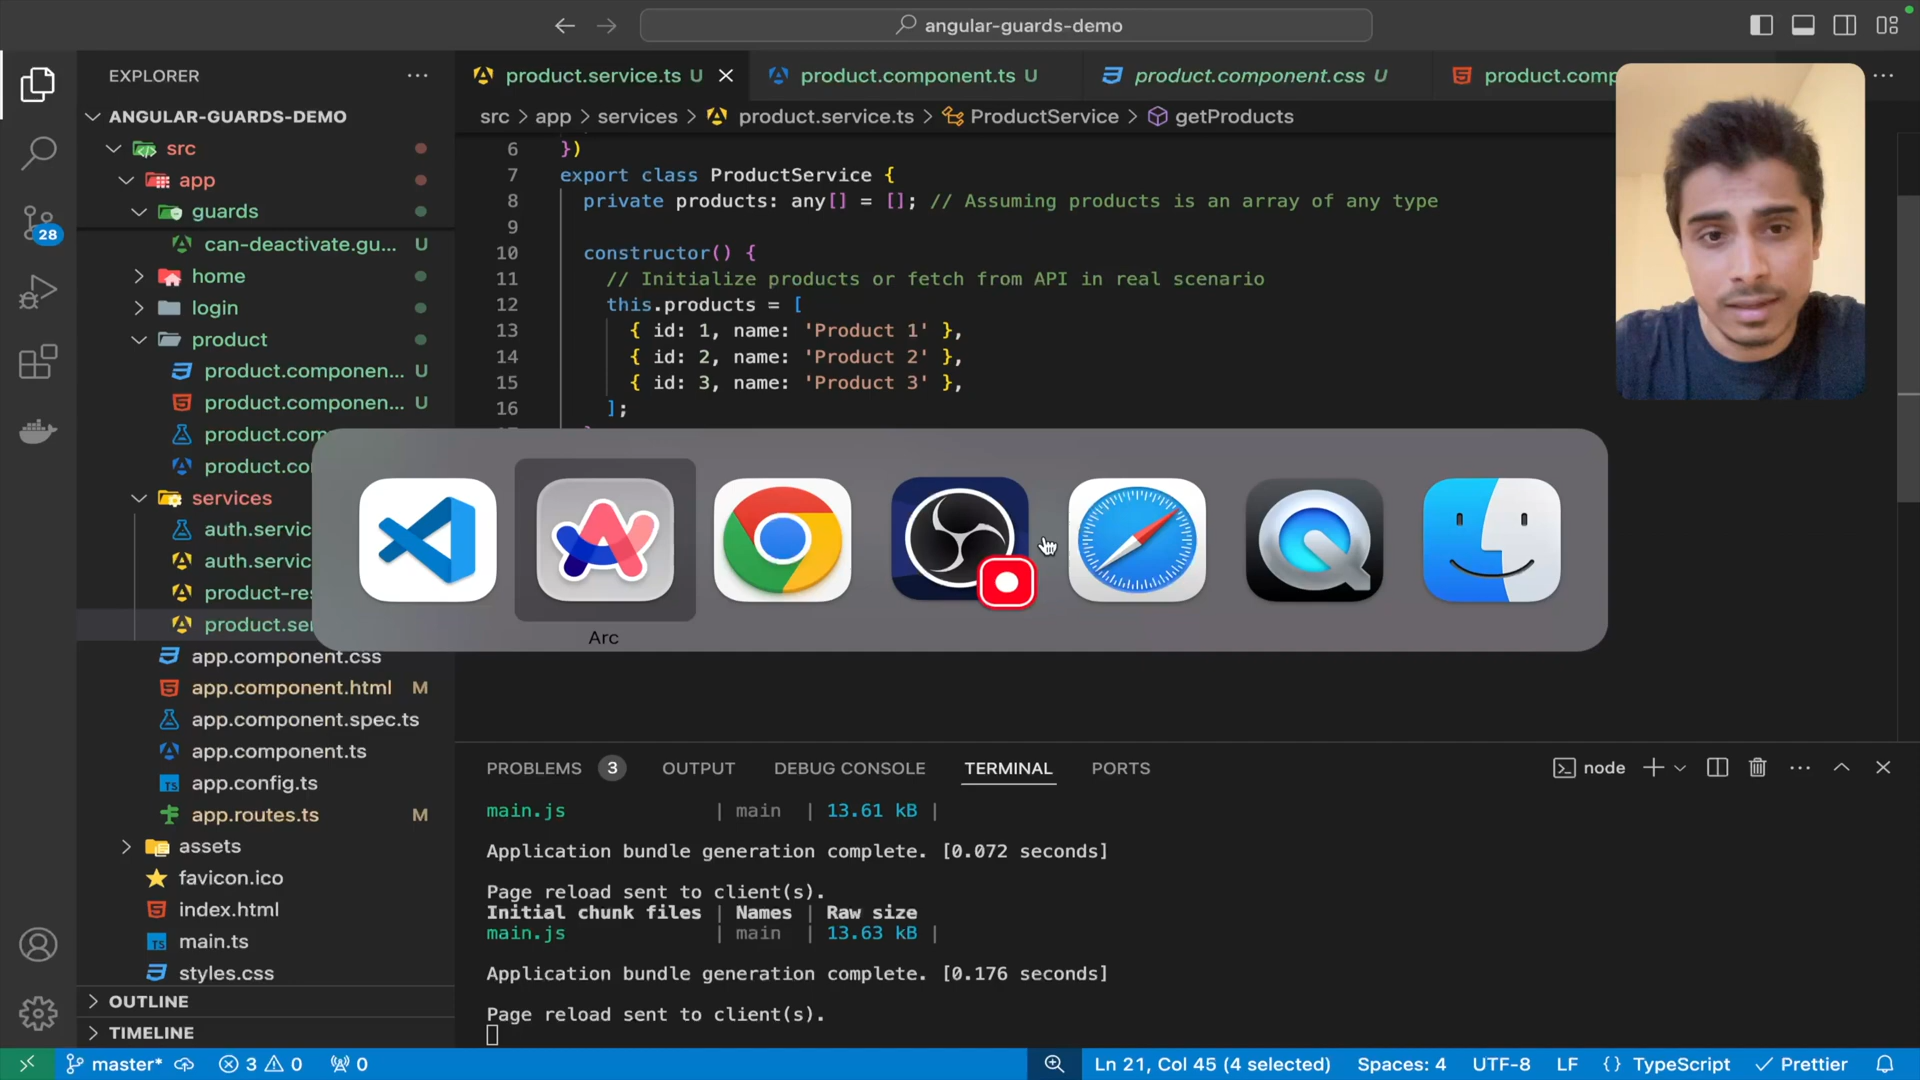 angular-guards-demo
EXPLORER
product.service.ts U
product.component.ts U
product.component.css U
product.comp
src > app > services > product.service.ts > ProductService > getProducts
ANGULAR-GUARDS-DEMO
src
app
guards
can-deactivate.gu... U
home
login
product
product.componen... U
product.componen... U
product.com
product.co
services
auth.servic
auth.servic
product-res
product.ser
app.component.css
app.component.html M
app.component.spec.ts
app.component.ts
app.config.ts
app.routes.ts M
assets
favicon.ico
index.html
main.ts
styles.css
OUTLINE
TIMELINE
28
6 })
7 export class ProductService {
8 private products: any[] = []; // Assuming products is an array of any type
9
10 constructor() {
11 // Initialize products or fetch from API in real scenario
12 this.products = [
13 { id: 1, name: 'Product 1' },
14 { id: 2, name: 'Product 2' },
15 { id: 3, name: 'Product 3' },
16 ];
Arc
PROBLEMS 3 OUTPUT DEBUG CONSOLE TERMINAL PORTS
node
main.js | main | 13.61 kB |
Application bundle generation complete. [0.072 seconds]
Page reload sent to client(s).
Initial chunk files | Names | Raw size
main.js | main | 13.63 kB |
Application bundle generation complete. [0.176 seconds]
Page reload sent to client(s).
master* 3 0 0
Ln 21, Col 45 (4 selected) Spaces: 4 UTF-8 LF {} TypeScript Prettier